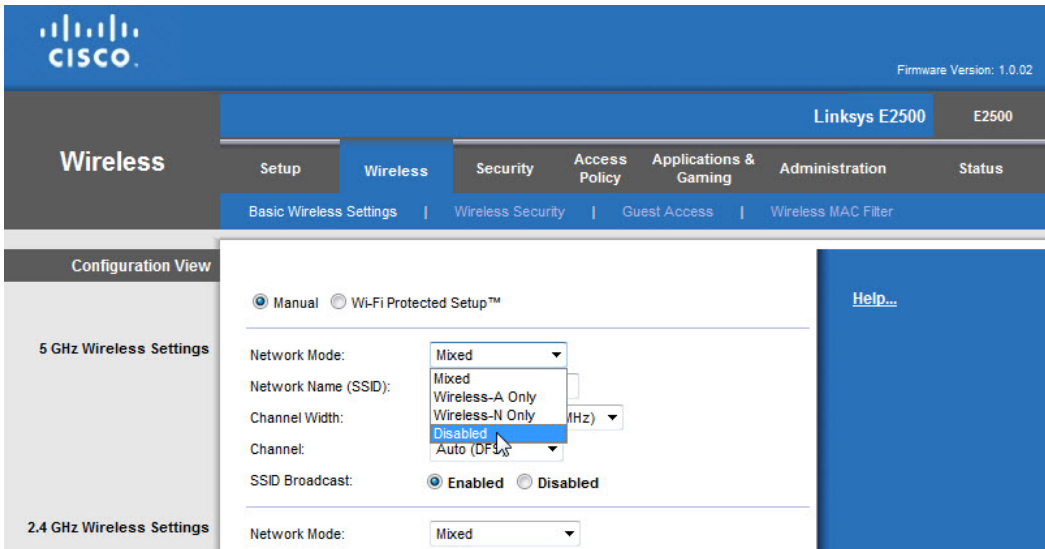 CISCO.
Firmware Version: 1.0.02
Linksys E2500 E2500
Wireless Setup Wireless Security Access Policy Applications & Gaming Administration Status
Basic Wireless Settings | Wireless Security | Guest Access | Wireless MAC Filter
Configuration View
Manual Wi-Fi Protected Setup™ Help...
5 GHz Wireless Settings Network Mode: Mixed
Mixed
Network Name (SSID):
Wireless-A Only
Channel Width: Wireless-N Only MHz)
Disabled
Channel: Auto (DFS
SSID Broadcast: Enabled Disabled
2.4 GHz Wireless Settings Network Mode: Mixed